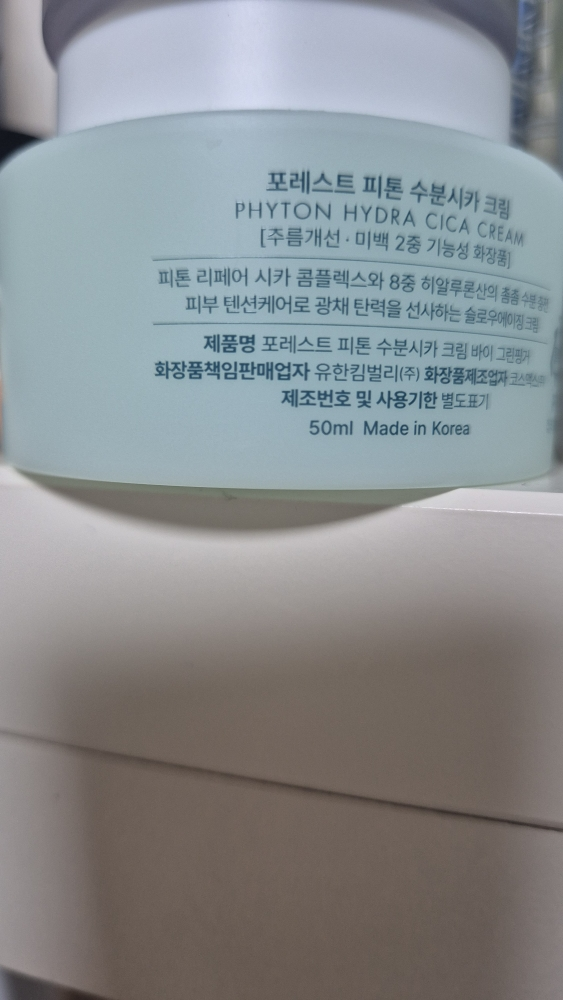 포레스트 피톤 수분시카 크림
PHYTON HYDRA CICA CREAM
[주름개선 · 미백 2중 기능성 화장품]
피톤 리페어 시카 콤플렉스와 8중 히알루론산의 촘촘 수분 충전
피부 텐션케어로 광채 탄력을 선사하는 슬로우에이징 크림
제품명 포레스트 피톤 수분시카 크림 바이 그린핑거
화장품책임판매업자 유한킴벌리(주) 화장품제조업자
제조번호 및 사용기한 별도표기
50ml Made in Korea